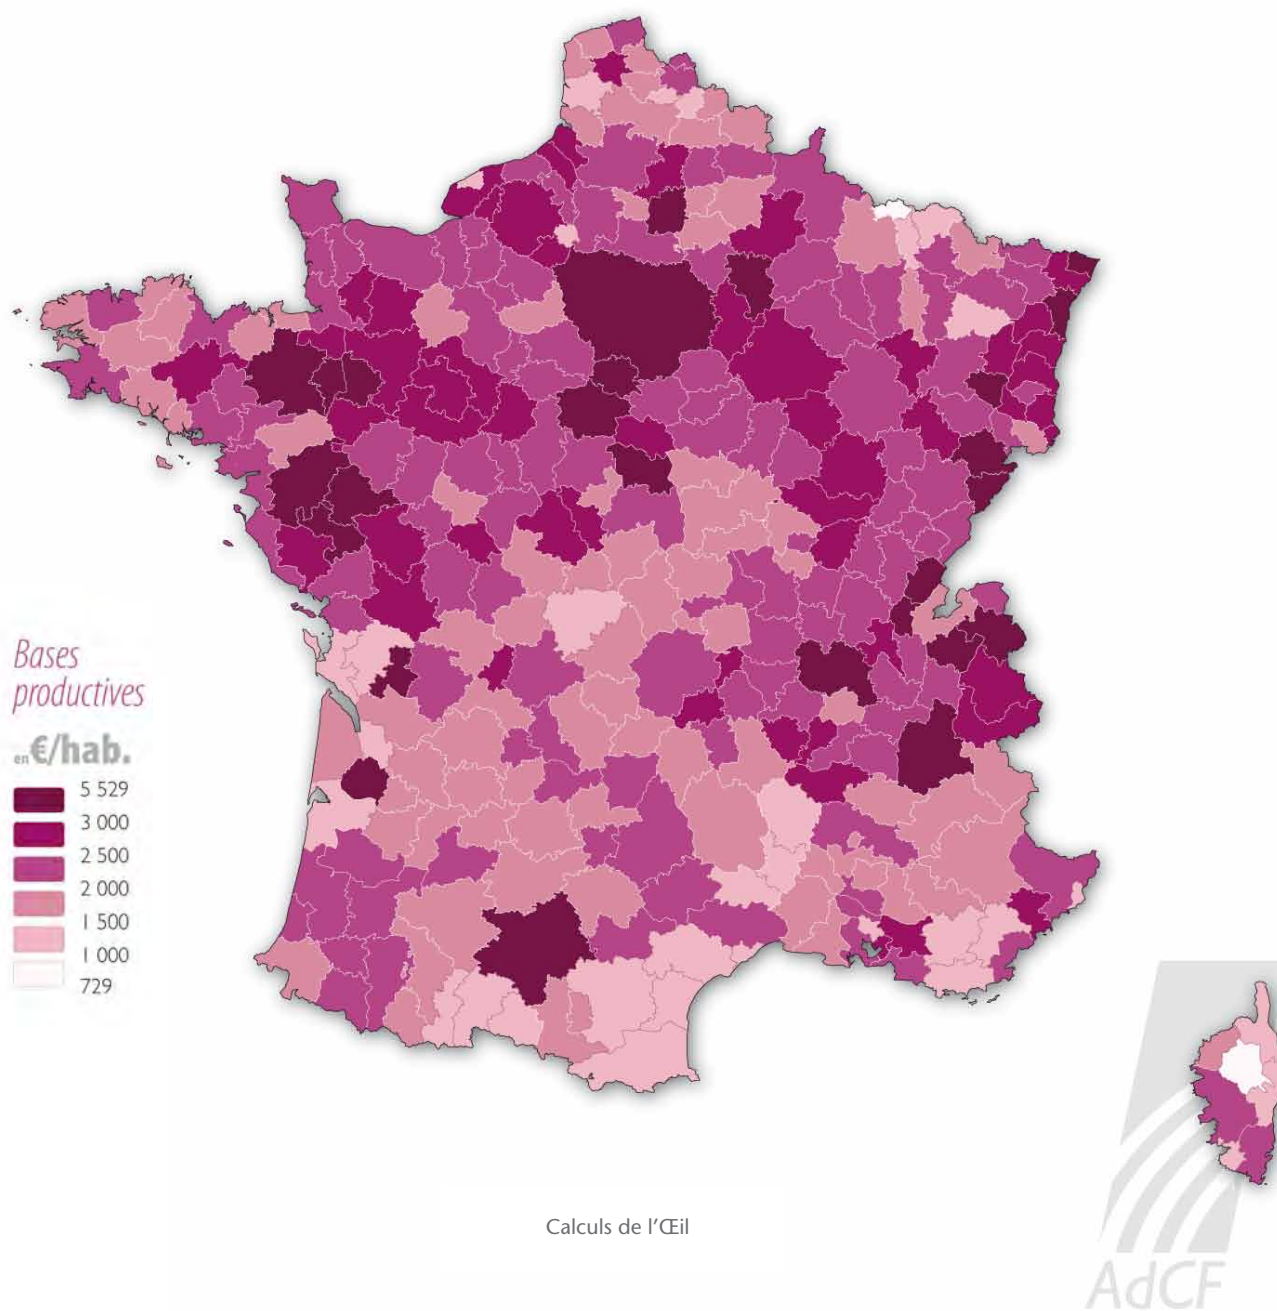 Bases
productives
en €/hab.
5 529
3 000
2 500
2 000
1 500
1 000
729
Calculs de l'Œil
AdCF